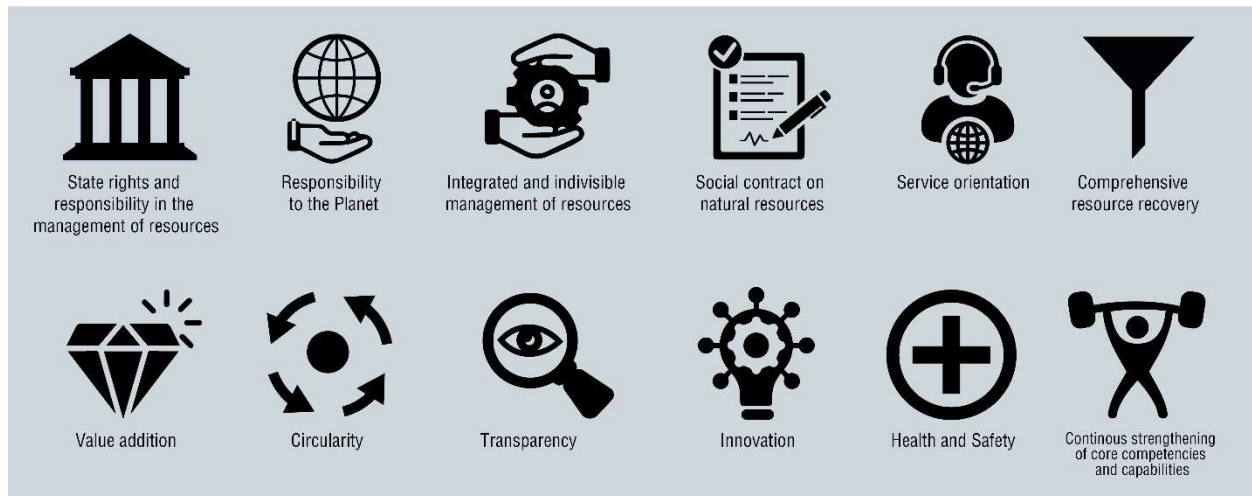 State rights and
responsibility in the
management of resources
Responsibility
to the Planet
Integrated and indivisible
management of resources
Social contract on
natural resources
Service orientation
Comprehensive
resource recovery
Value addition
Circularity
Transparency
Innovation
Health and Safety
Continous strengthening
of core competencies
and capabilities